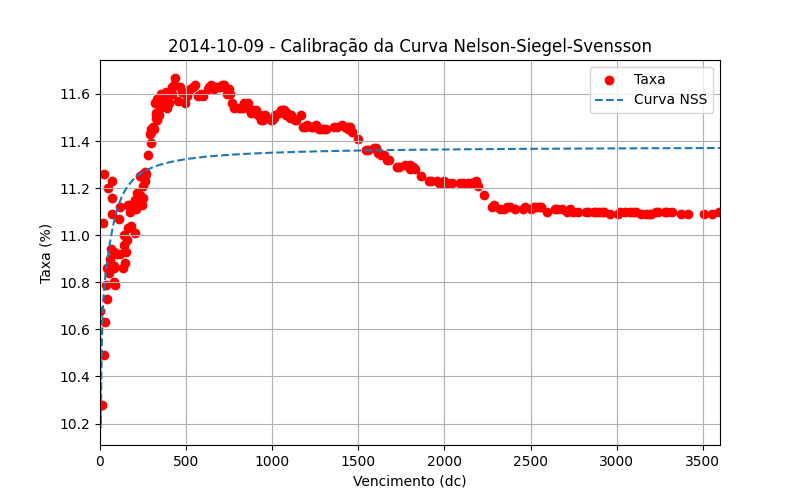 2014-10-09 - Calibração da Curva Nelson-Siegel-Svensson
Taxa
Curva NSS
Taxa (%)
11.6
11.4
11.2
11.0
10.8
10.6
10.4
10.2
0 500 1000 1500 2000 2500 3000 3500
Vencimento (dc)